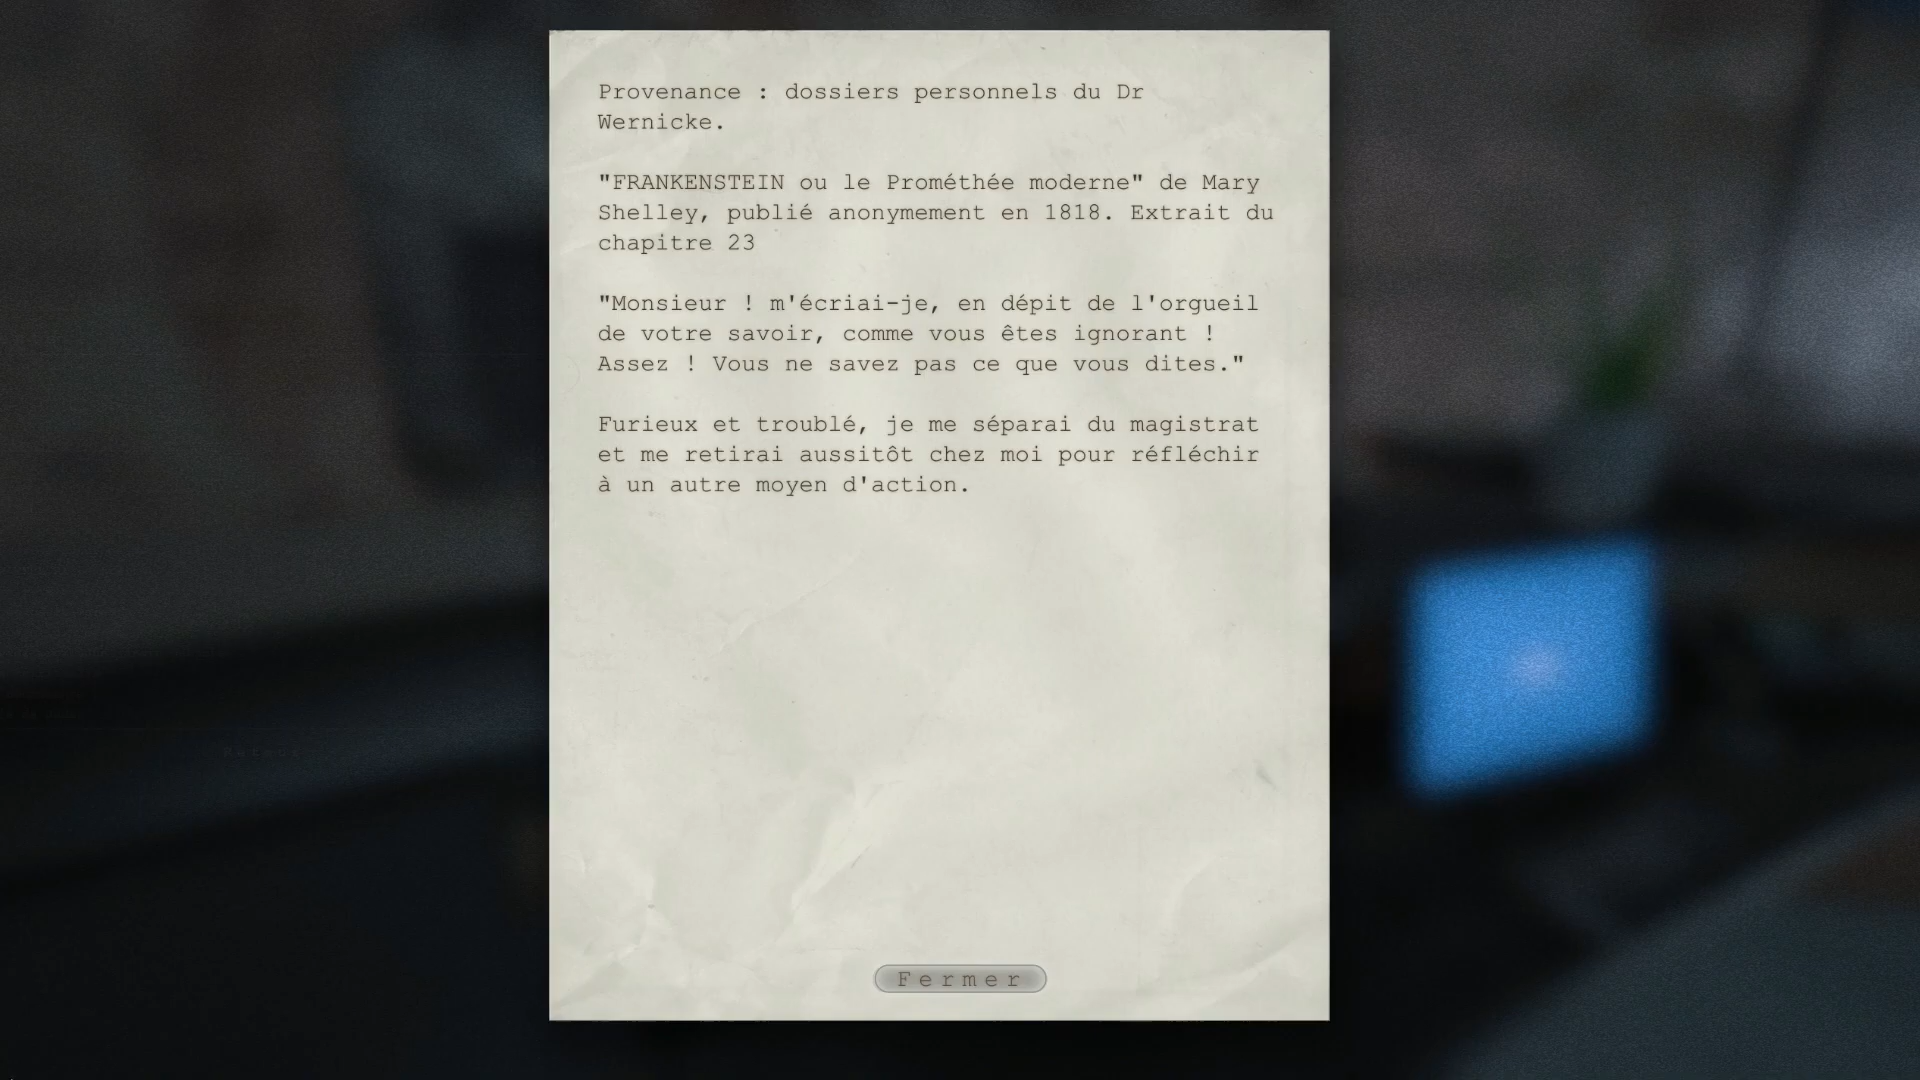 Provenance : dossiers personnels du Dr
Wernicke.
"FRANKENSTEIN ou le Prométhée moderne" de Mary
Shelley, publié anonymement en 1818. Extrait du
chapitre 23
"Monsieur ! m'écriai-je, en dépit de l'orgueil
de votre savoir, comme vous êtes ignorant !
Assez ! Vous ne savez pas ce que vous dites."
Furieux et troublé, je me séparai du magistrat
et me retirai aussitôt chez moi pour réfléchir
à un autre moyen d'action.
Fermer